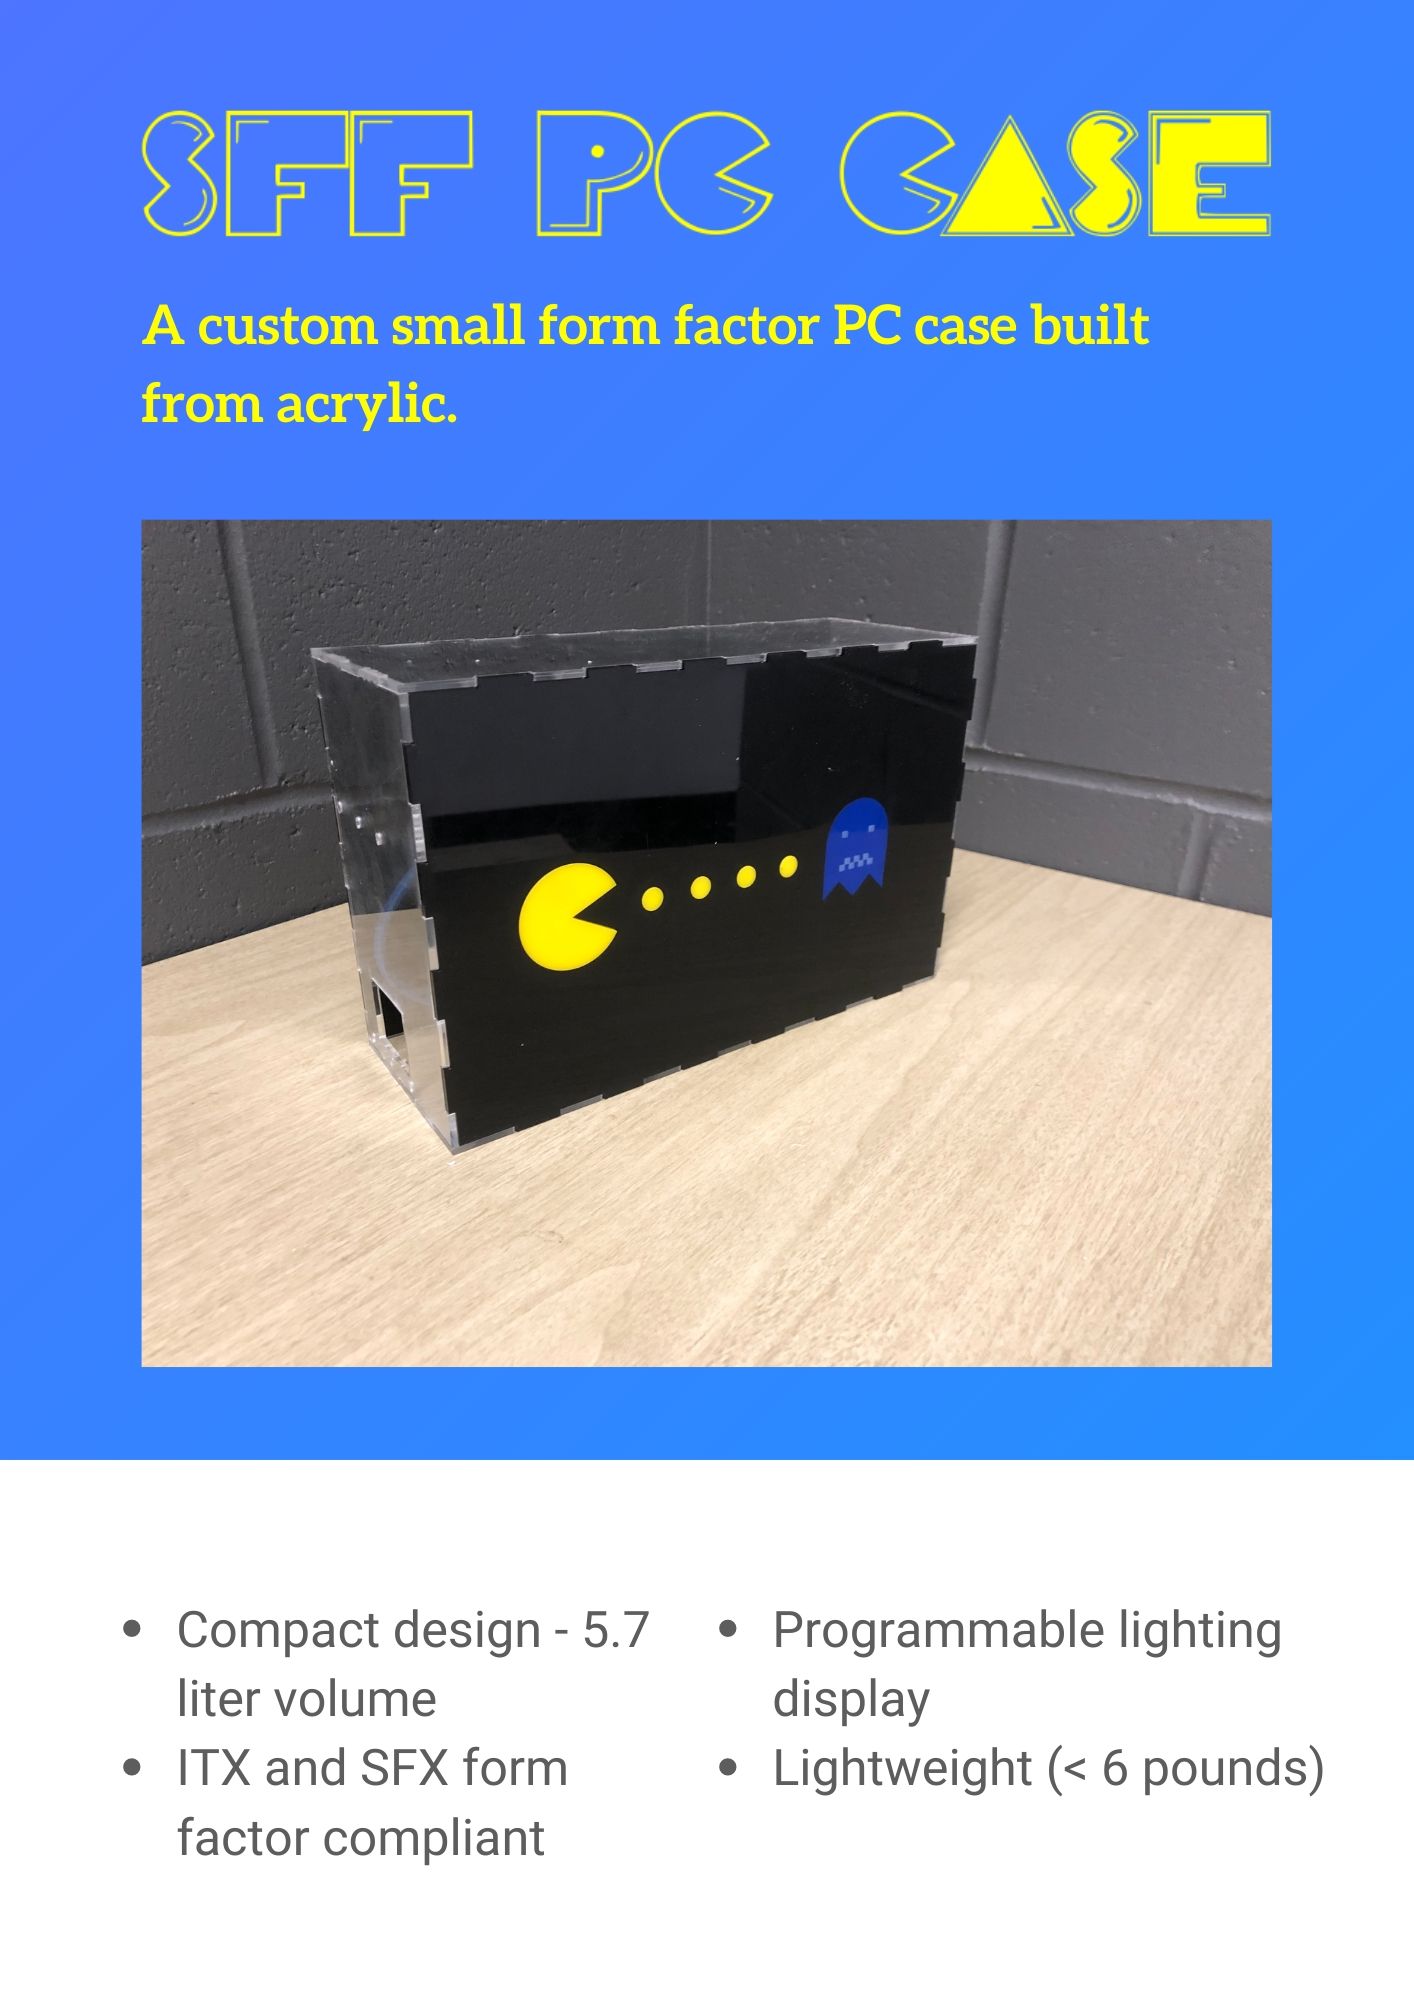 SFF PC CASE
A custom small form factor PC case built
from acrylic.
• Compact design - 5.7
liter volume
• ITX and SFX form
factor compliant
• Programmable lighting
display
• Lightweight (< 6 pounds)